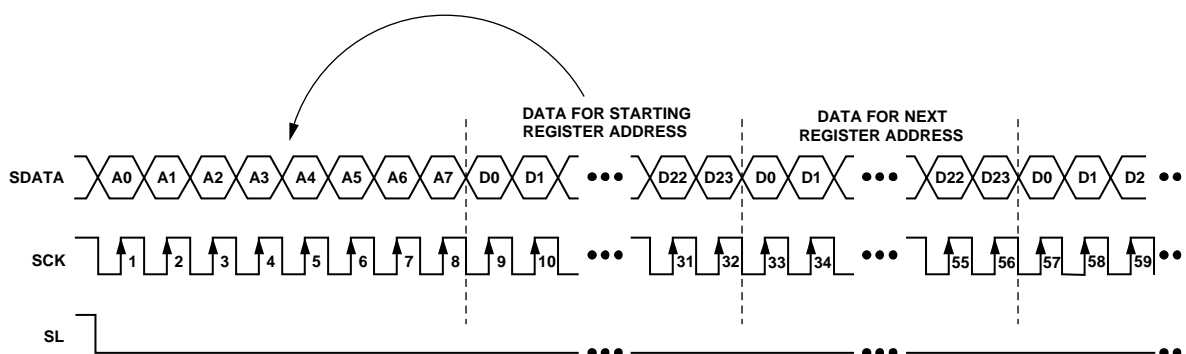 DATA FOR STARTING
REGISTER ADDRESS
DATA FOR NEXT
REGISTER ADDRESS
SDATA A0 A1 A2 A3 A4 A5 A6 A7 D0 D1 ••• D22 D23 D0 D1 ••• D22 D23 D0 D1 D2 ••
SCK 1 2 3 4 5 6 7 8 9 10 ••• 31 32 33 34 ••• 55 56 57 58 59 ••
SL ••• ••• ••